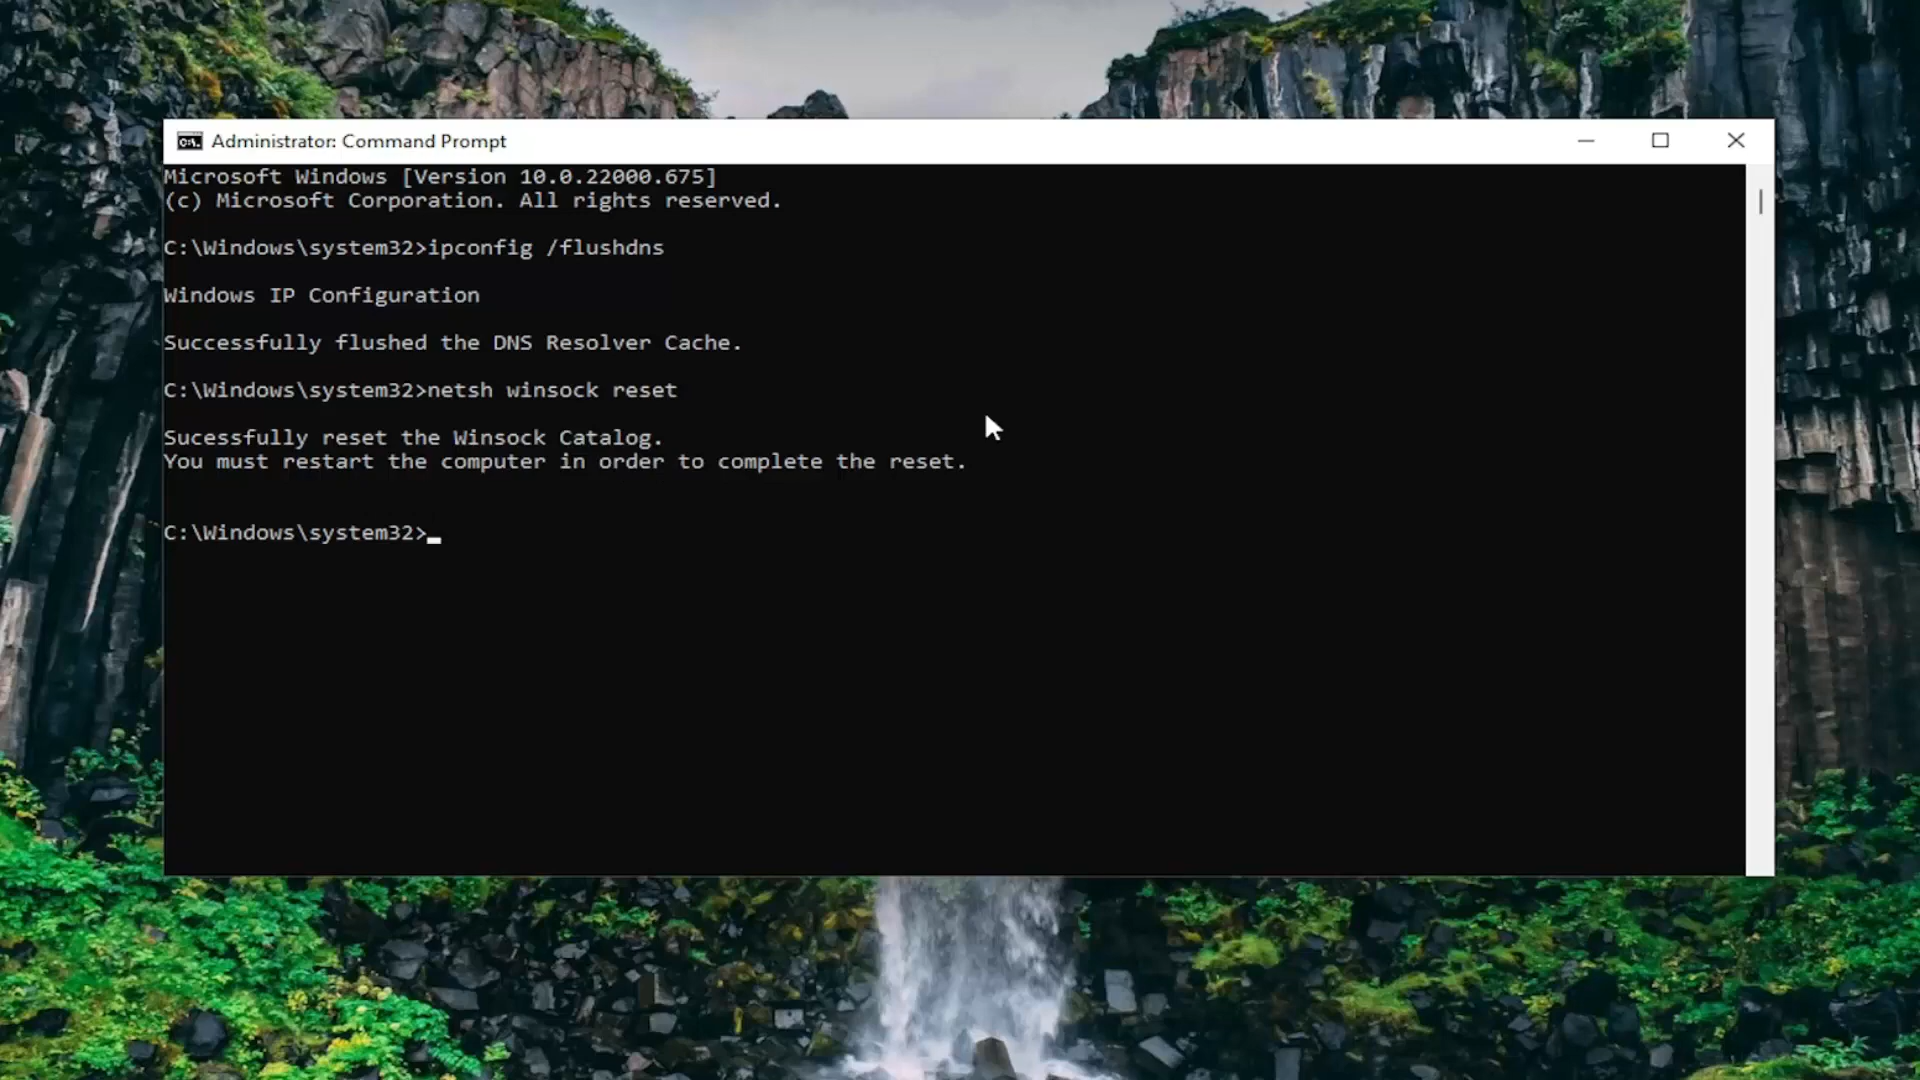 Administrator: Command Prompt
Microsoft Windows [Version 10.0.22000.675]
(c) Microsoft Corporation. All rights reserved.
C:\Windows\system32>ipconfig /flushdns
Windows IP Configuration
Successfully flushed the DNS Resolver Cache.
C:\Windows\system32>netsh winsock reset
Sucessfully reset the Winsock Catalog.
You must restart the computer in order to complete the reset.
C:\Windows\system32>